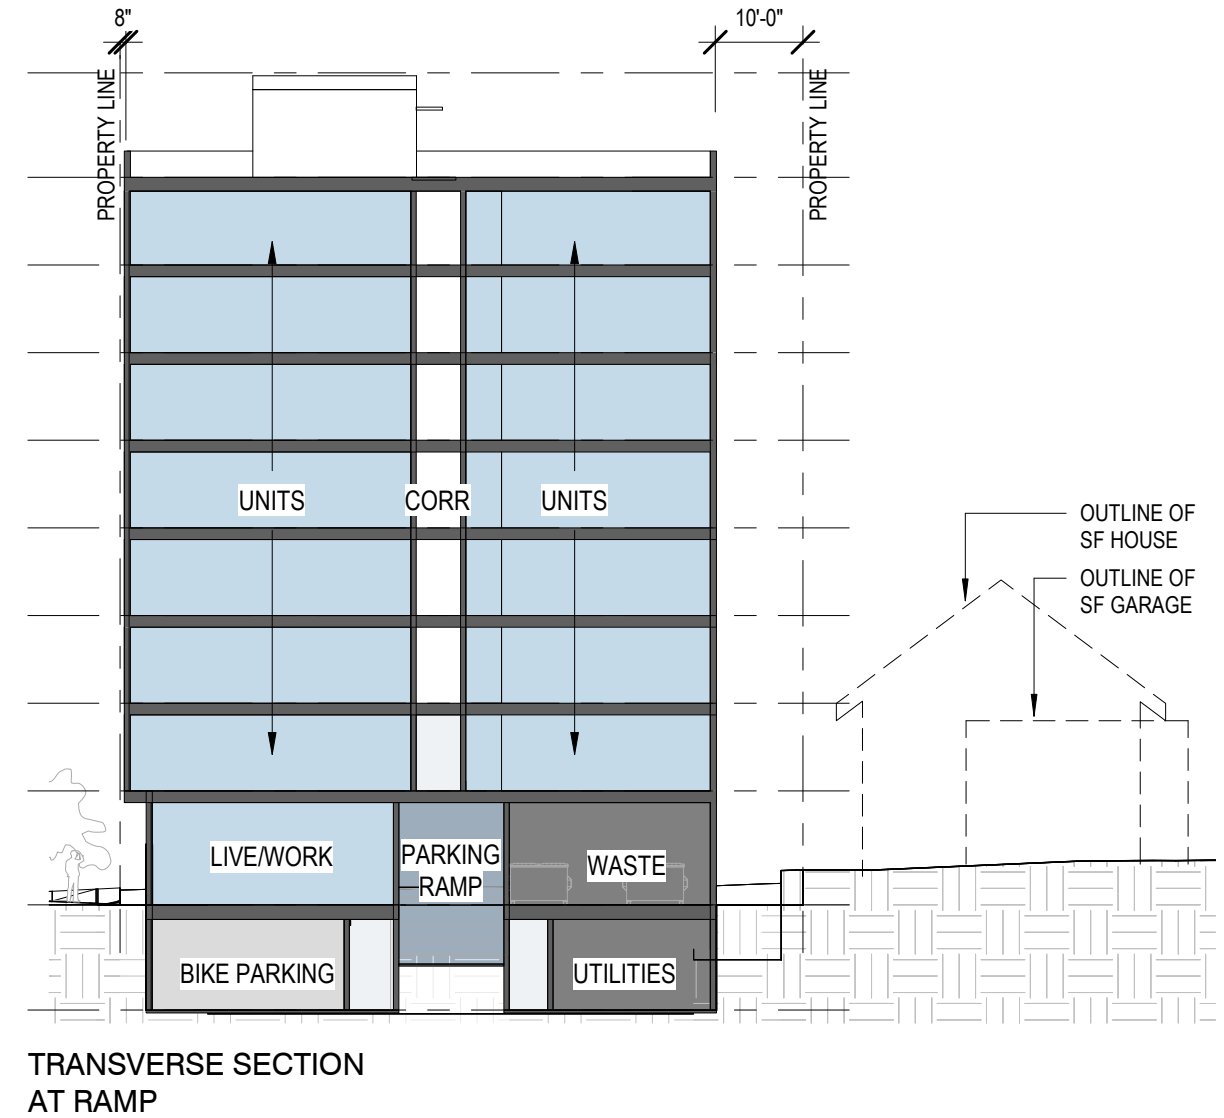 8"
10'-0"
PROPERTY LINE
PROPERTY LINE
UNITS
CORR
UNITS
OUTLINE OF
SF HOUSE
OUTLINE OF
SF GARAGE
LIVE/WORK
PARKING
RAMP
WASTE
BIKE PARKING
UTILITIES
TRANSVERSE SECTION
AT RAMP